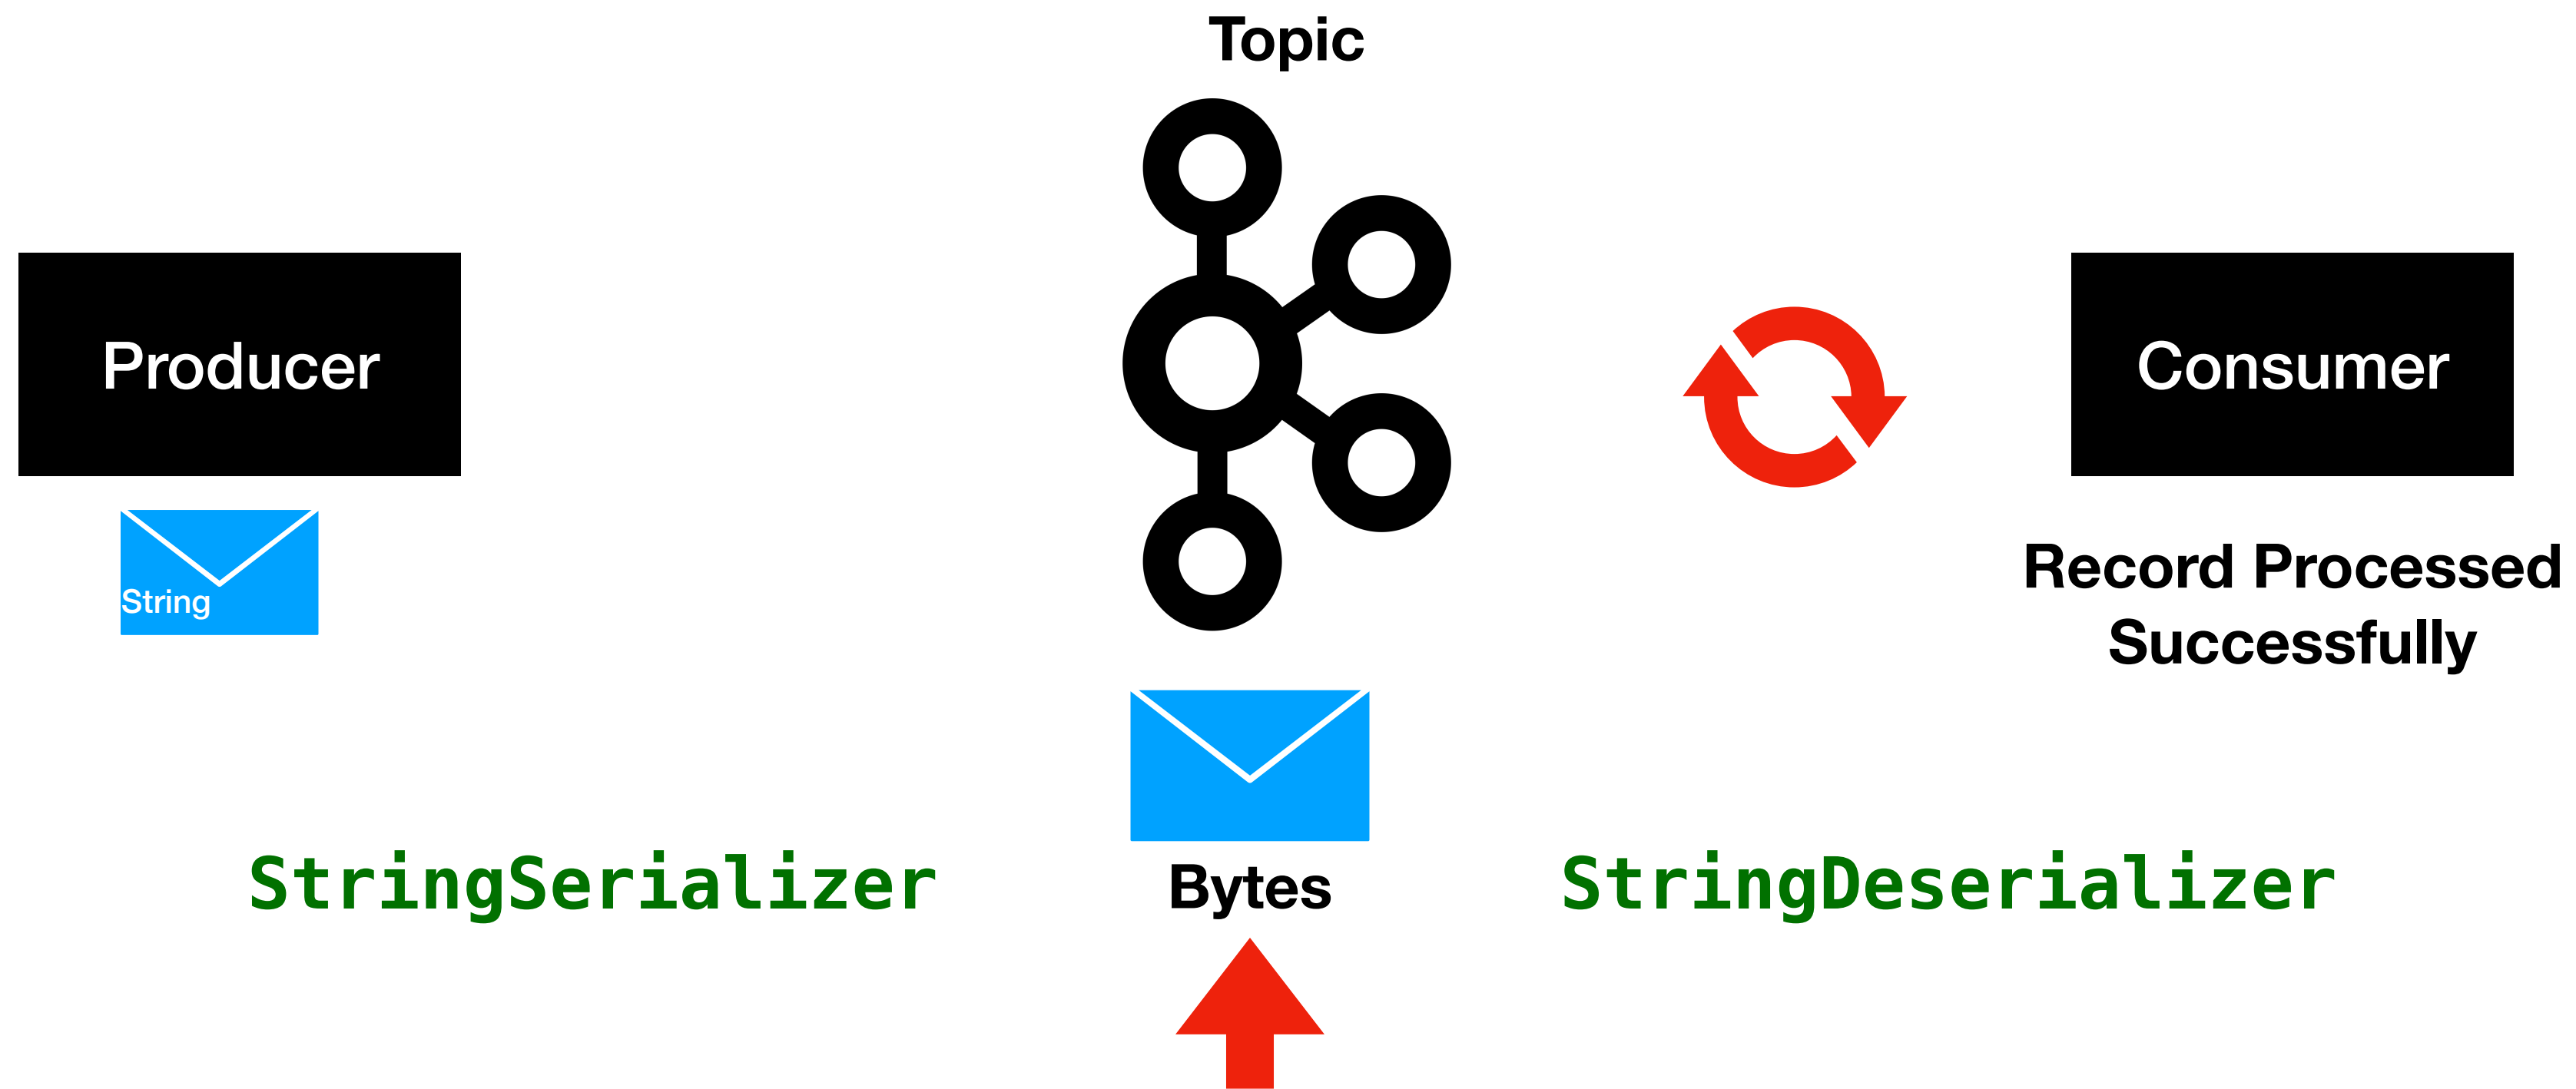 Topic
Producer
Consumer
String
Record Processed
Successfully
StringSerializer
Bytes
StringDeserializer